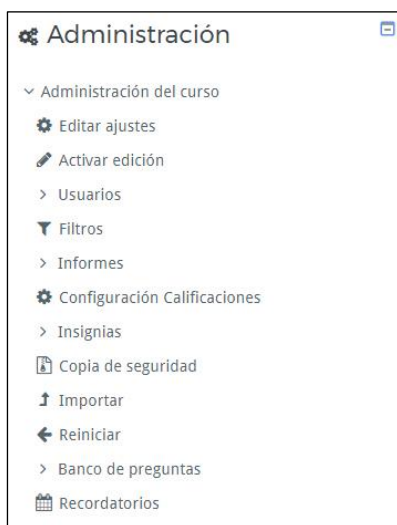 Administración
Administración del curso
Editar ajustes
Activar edición
Usuarios
Filtros
Informes
Configuración Calificaciones
Insignias
Copia de seguridad
Importar
Reiniciar
Banco de preguntas
Recordatorios